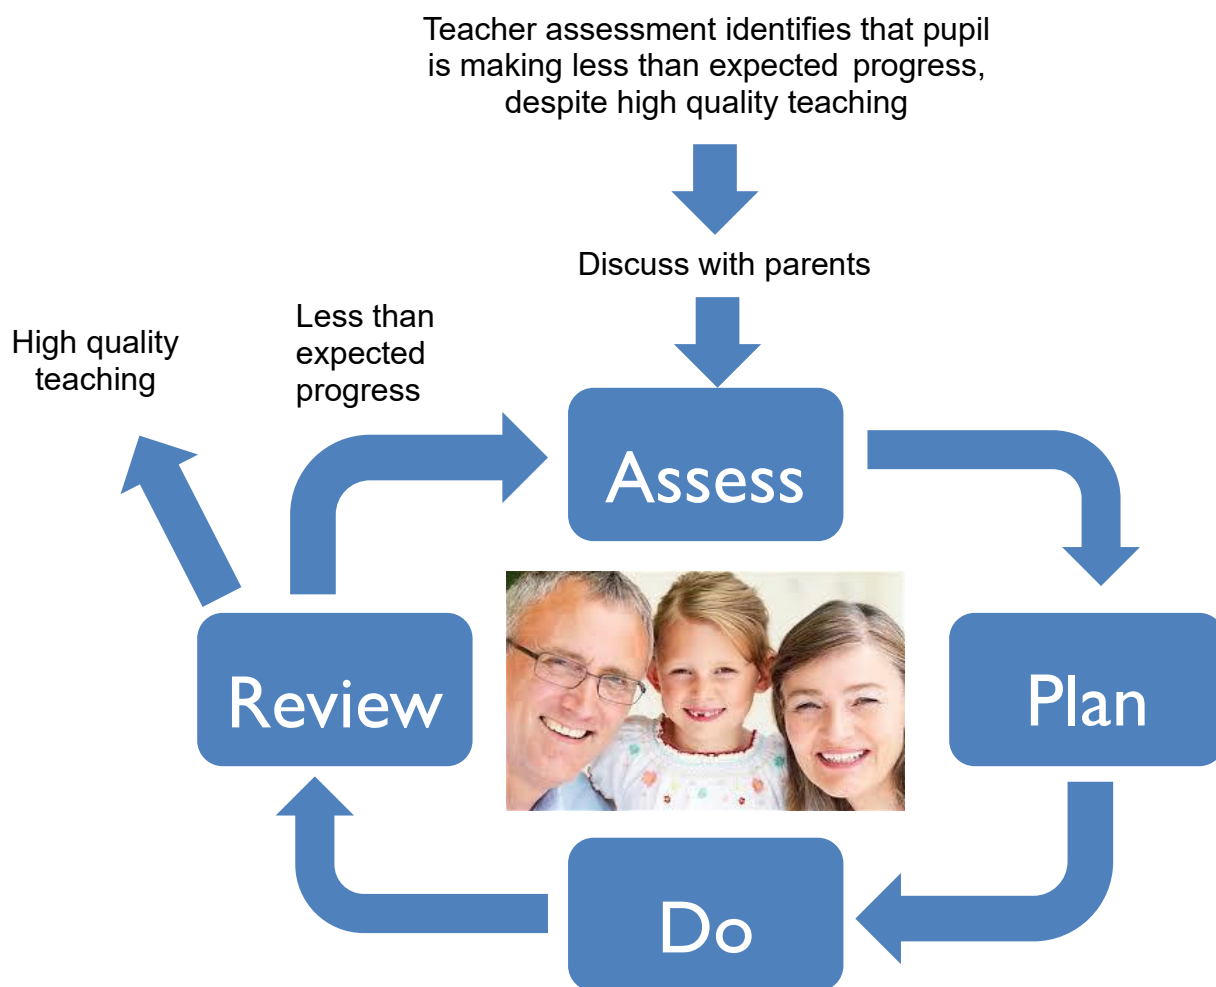 Teacher assessment identifies that pupil
is making less than expected progress,
despite high quality teaching
Discuss with parents
High quality
teaching
Less than
expected
progress
Assess
Review
Plan
Do